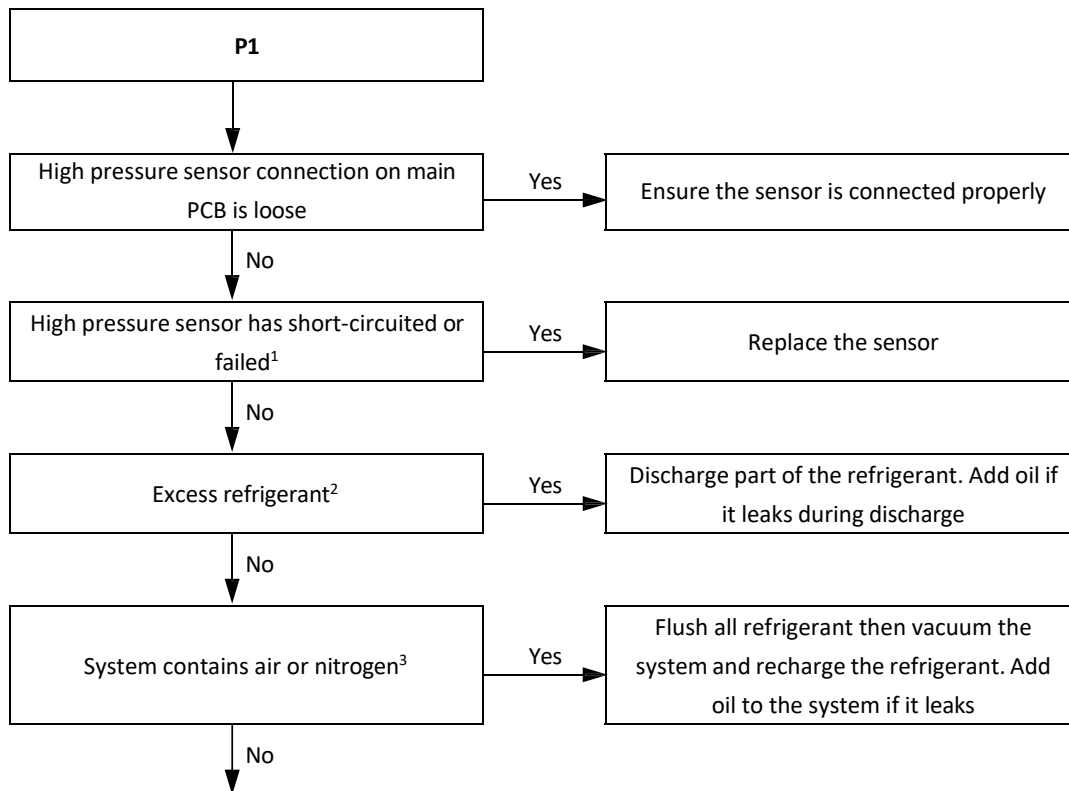 P1
High pressure sensor connection on main
PCB is loose
Yes
Ensure the sensor is connected properly
No
High pressure sensor has short-circuited or
failed¹
Yes
Replace the sensor
No
Excess refrigerant²
Yes
Discharge part of the refrigerant. Add oil if
it leaks during discharge
No
System contains air or nitrogen³
Yes
Flush all refrigerant then vacuum the
system and recharge the refrigerant. Add
oil to the system if it leaks
No